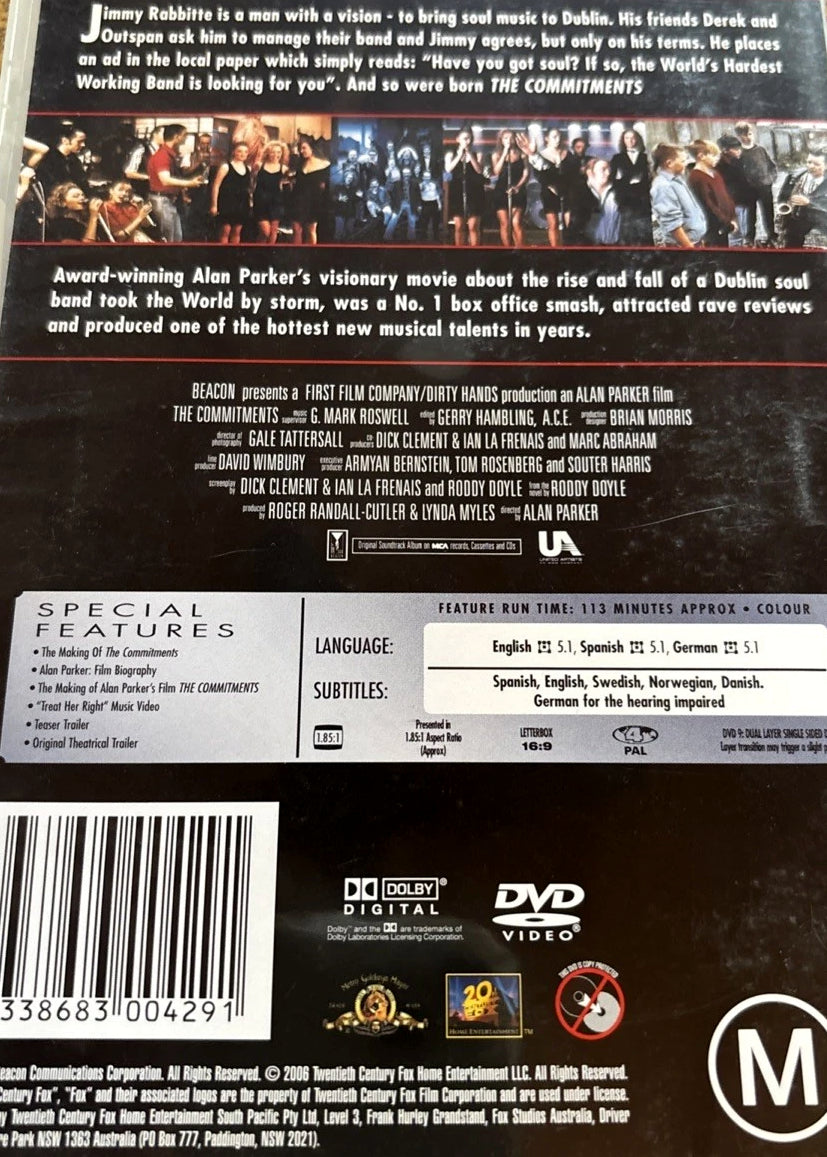 Jimmy Rabbitte is a man with a vision - to bring soul music to Dublin. His friends Derek and
Outspan ask him to manage their band and Jimmy agrees, but only on his terms. He places
an ad in the local paper which simply reads: "Have you got soul? If so, the World's Hardest
Working Band is looking for you". And so were born THE COMMITMENTS
Award-winning Alan Parker's visionary movie about the rise and fall of a Dublin soul
band took the World by storm, was a No. 1 box office smash, attracted rave reviews
and produced one of the hottest new musical talents in years.
BEACON presents a FIRST FILM COMPANY/DIRTY HANDS production an ALAN PARKER film
THE COMMITMENTS music supervisor G. MARK ROSWELL edited by GERRY HAMBLING, A.C.E. production designer BRIAN MORRIS
director of photography GALE TATTERSALL co-producers DICK CLEMENT & IAN LA FRENAIS and MARC ABRAHAM
line producer DAVID WIMBURY executive producer ARMYAN BERNSTEIN, TOM ROSENBERG and SOUTER HARRIS
screenplay by DICK CLEMENT & IAN LA FRENAIS and RODDY DOYLE from the novel by RODDY DOYLE
produced by ROGER RANDALL-CUTLER & LYNDA MYLES directed by ALAN PARKER
Original Soundtrack Album on MCA records, Cassettes and CDs
UA
UNITED ARTISTS
SPECIAL
FEATURES
• The Making Of The Commitments
• Alan Parker: Film Biography
• The Making of Alan Parker's Film THE COMMITMENTS
• "Treat Her Right" Music Video
• Teaser Trailer
• Original Theatrical Trailer
FEATURE RUN TIME: 113 MINUTES APPROX • COLOUR
LANGUAGE:
English 5.1, Spanish 5.1, German 5.1
SUBTITLES:
Spanish, English, Swedish, Norwegian, Danish.
German for the hearing impaired
1.85:1
Presented in
1.85:1 Aspect Ratio
(Approx)
LETTERBOX
16:9
4
PAL
DVD 9: DUAL LAYER SINGLE SIDED
Layer transition may trigger a slight
338683 004291
DOLBY®
DIGITAL
Dolby™ and the are trademarks of
Dolby Laboratories Licensing Corporation.
DVD
VIDEO®
Metro Goldwyn Mayer
20th CENTURY FOX
HOME ENTERTAINMENT™
THIS DVD IS COPY PROTECTED
M
Communications Corporation. All Rights Reserved. © 2006 Twentieth Century Fox Home Entertainment LLC. All Rights Reserved.
Century Fox", "Fox" and their associated logos are the property of Twentieth Century Fox Film Corporation and are used under license.
Twentieth Century Fox Home Entertainment South Pacific Pty Ltd, Level 3, Frank Hurley Grandstand, Fox Studios Australia, Driver
Park NSW 1363 Australia (PO Box 777, Paddington, NSW 2021).